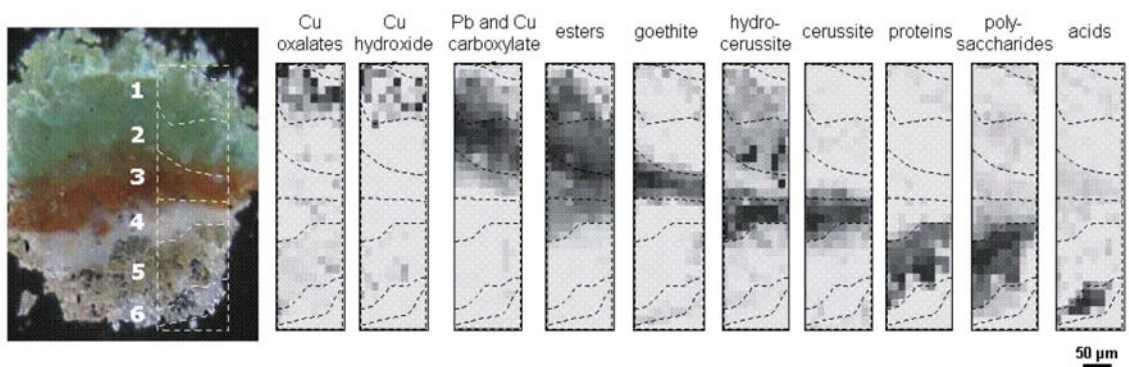 Cu
oxalates
Cu
hydroxide
Pb and Cu
carboxylate
esters
goethite
hydro-
cerussite
cerussite
proteins
poly-
saccharides
acids
1
2
3
4
5
6
50 µm